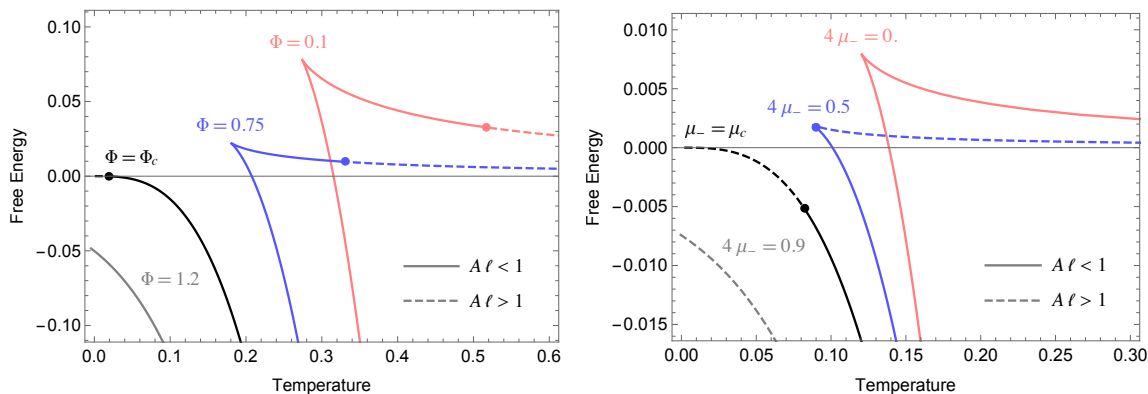 0.10
0.05
0.00
−0.05
−0.10
Free Energy
Φ = 0.1
Φ = 0.75
Φ = Φc
Φ = 1.2
A ℓ < 1
A ℓ > 1
0.0 0.1 0.2 0.3 0.4 0.5 0.6
Temperature
0.010
0.005
0.000
−0.005
−0.010
−0.015
Free Energy
4 μ− = 0.
4 μ− = 0.5
μ− = μc
4 μ− = 0.9
A ℓ < 1
A ℓ > 1
0.00 0.05 0.10 0.15 0.20 0.25 0.30
Temperature